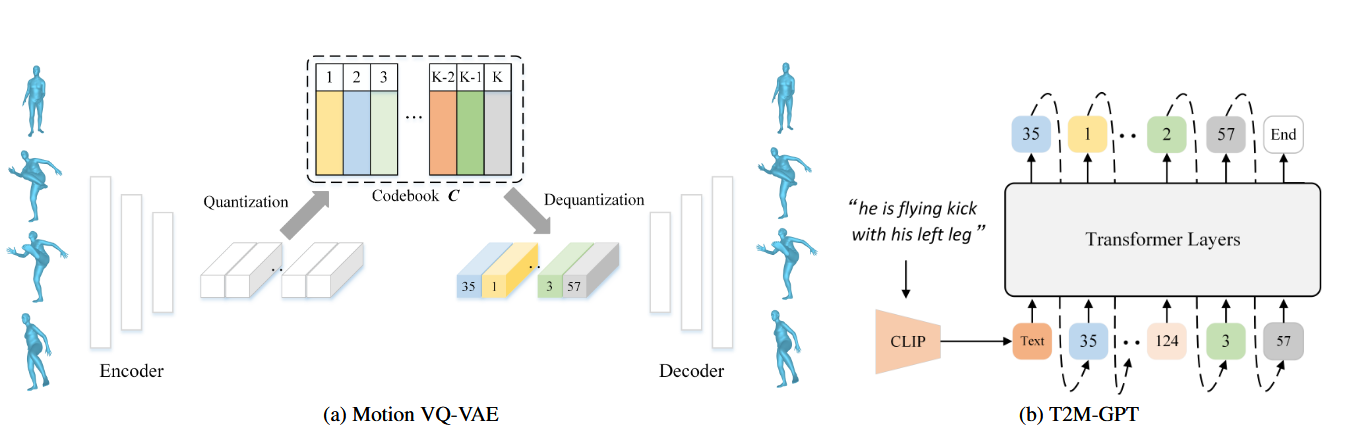 1 2 3 ... K-2 K-1 K
Codebook C
Quantization
Dequantization
35 1 .. 3 57
Encoder
Decoder
(a) Motion VQ-VAE
35 1 .. 2 57 End
"he is flying kick
with his left leg"
Transformer Layers
CLIP
Text 35 .. 124 3 57
(b) T2M-GPT